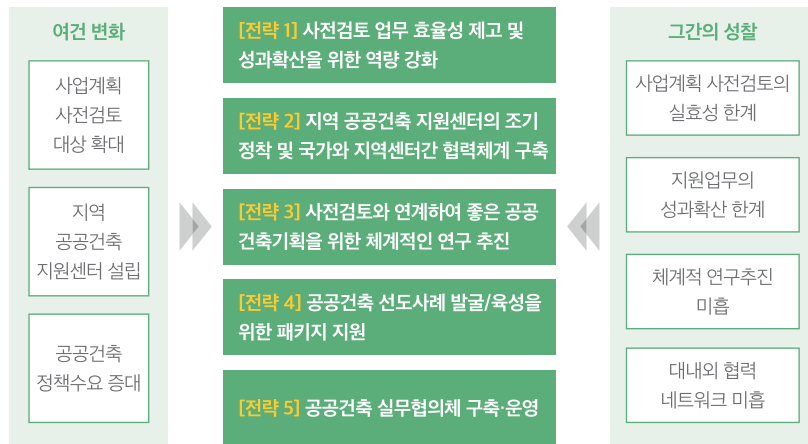 여건 변화
사업계획
사전검토
대상 확대
지역
공공건축
지원센터 설립
공공건축
정책수요 증대
[전략 1] 사전검토 업무 효율성 제고 및
성과확산을 위한 역량 강화
[전략 2] 지역 공공건축 지원센터의 조기
정착 및 국가와 지역센터간 협력체계 구축
[전략 3] 사전검토와 연계하여 좋은 공공
건축기획을 위한 체계적인 연구 추진
[전략 4] 공공건축 선도사례 발굴/육성을
위한 패키지 지원
[전략 5] 공공건축 실무협의체 구축·운영
그간의 성찰
사업계획 사전검토의
실효성 한계
지원업무의
성과확산 한계
체계적 연구추진
미흡
대내외 협력
네트워크 미흡